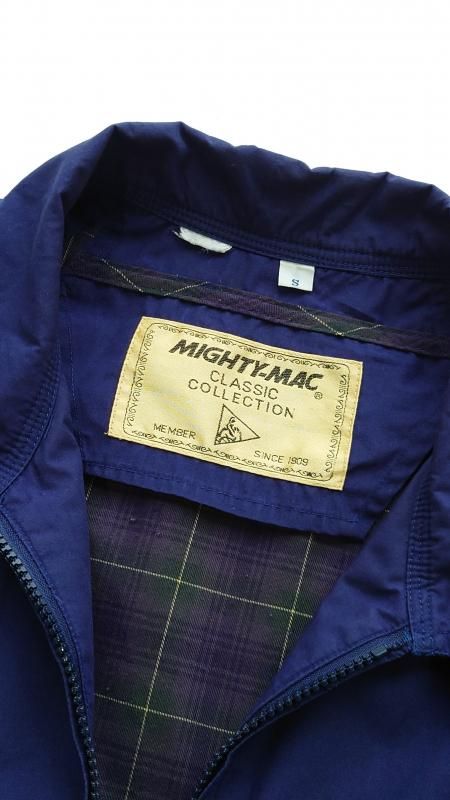 S
MIGHTY-MAC®
CLASSIC
COLLECTION
MEMBER
SINCE 1909